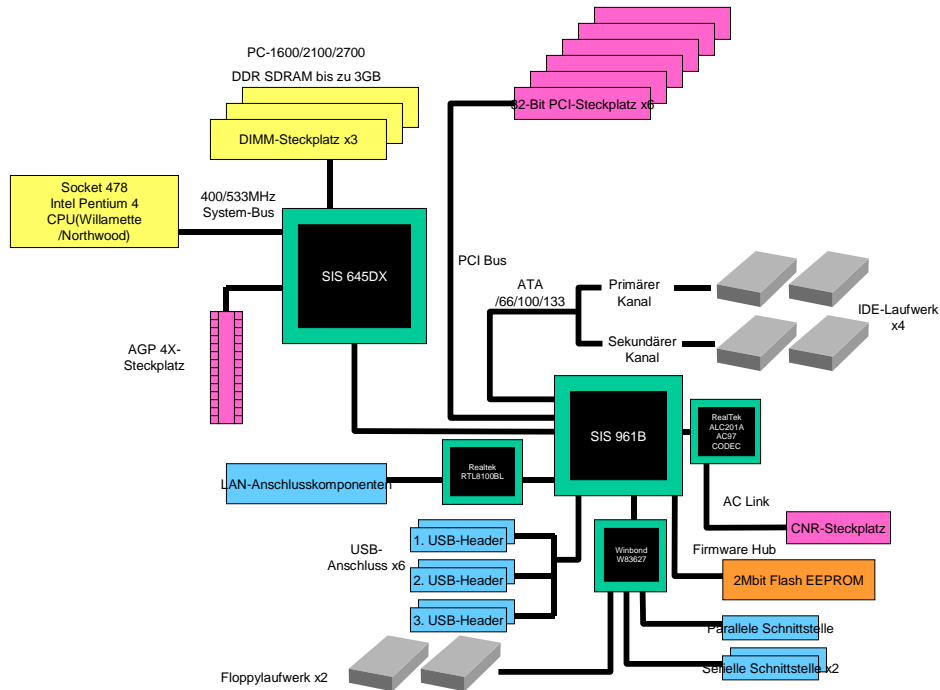 PC-1600/2100/2700
DDR SDRAM bis zu 3GB
DIMM-Steckplatz x3
32-Bit PCI-Steckplatz x6
Socket 478
Intel Pentium 4
CPU(Willamette
/Northwood)
400/533MHz
System-Bus
SIS 645DX
PCI Bus
ATA
/66/100/133
Primärer
Kanal
Sekundärer
Kanal
IDE-Laufwerk
x4
AGP 4X-
Steckplatz
SIS 961B
RealTek
ALC201A
AC97
CODEC
Realtek
RTL8100BL
LAN-Anschlusskomponenten
AC Link
CNR-Steckplatz
USB-
Anschluss x6
1. USB-Header
2. USB-Header
3. USB-Header
Winbond
W83627
Firmware Hub
2Mbit Flash EEPROM
Parallele Schnittstelle
Serielle Schnittstelle x2
Floppylaufwerk x2